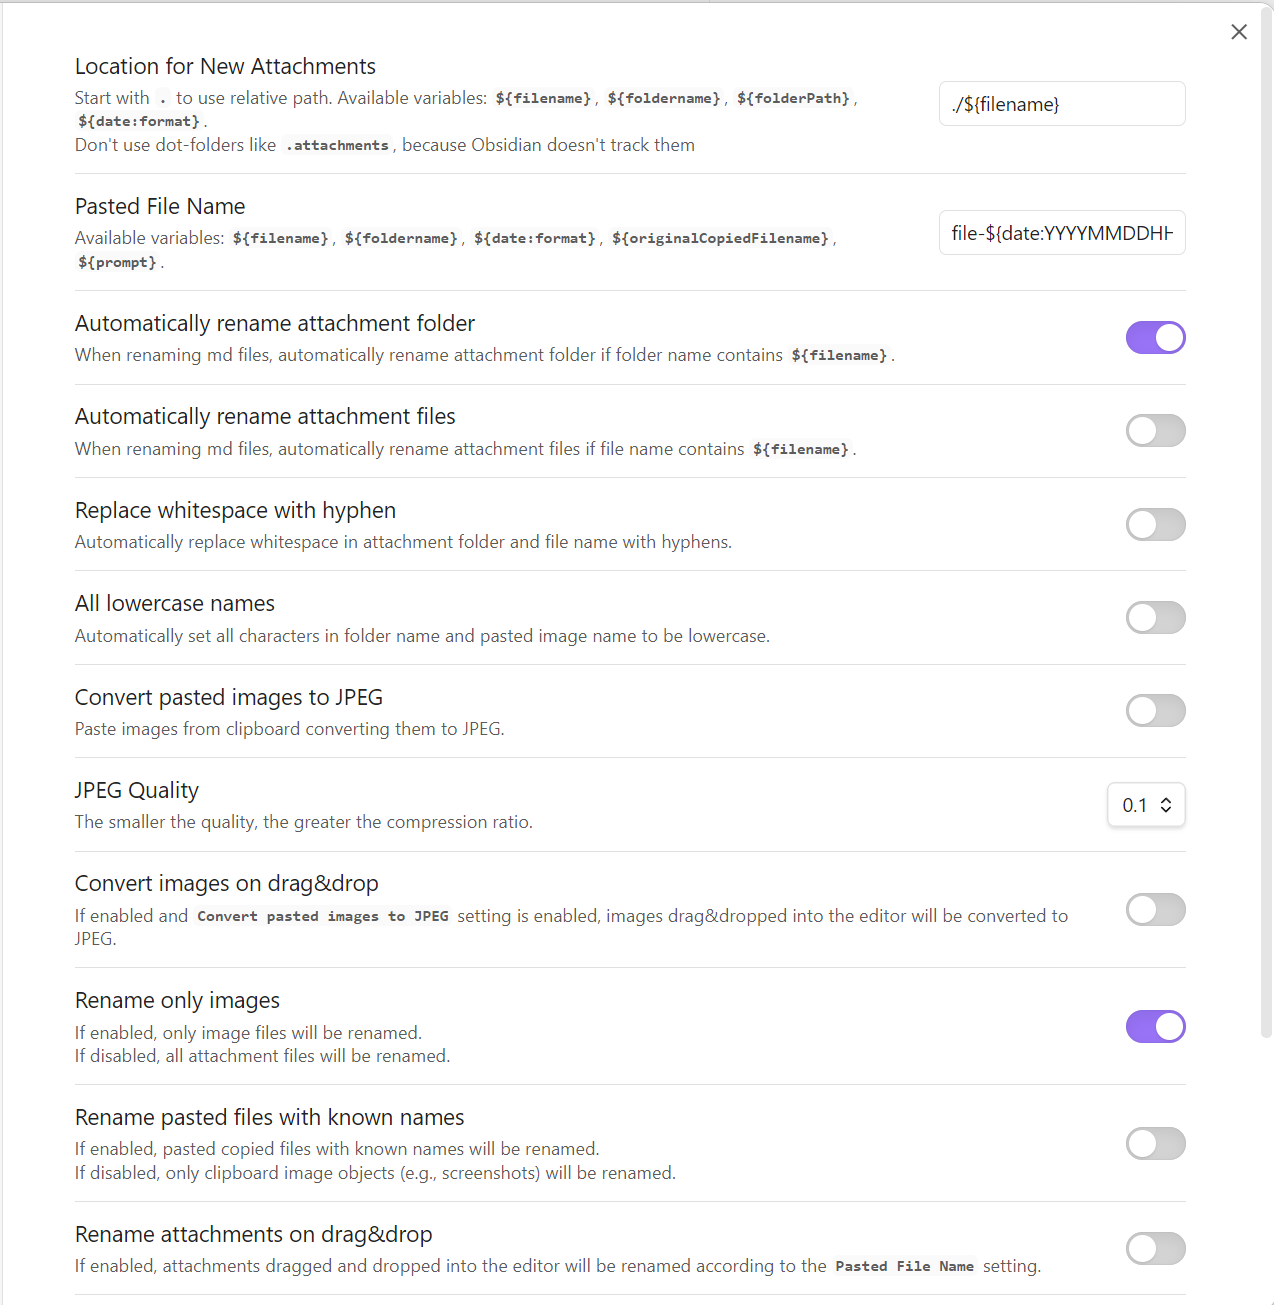 Location for New Attachments
Start with . to use relative path. Available variables: ${filename}, ${foldername}, ${folderPath},
${date:format}.
Don't use dot-folders like .attachments, because Obsidian doesn't track them
./${filename}
Pasted File Name
Available variables: ${filename}, ${foldername}, ${date:format}, ${originalCopiedFilename},
${prompt}.
file-${date:YYYYMMDDHH
Automatically rename attachment folder
When renaming md files, automatically rename attachment folder if folder name contains ${filename}.
Automatically rename attachment files
When renaming md files, automatically rename attachment files if file name contains ${filename}.
Replace whitespace with hyphen
Automatically replace whitespace in attachment folder and file name with hyphens.
All lowercase names
Automatically set all characters in folder name and pasted image name to be lowercase.
Convert pasted images to JPEG
Paste images from clipboard converting them to JPEG.
JPEG Quality
The smaller the quality, the greater the compression ratio.
0.1
Convert images on drag&drop
If enabled and Convert pasted images to JPEG setting is enabled, images drag&dropped into the editor will be converted to
JPEG.
Rename only images
If enabled, only image files will be renamed.
If disabled, all attachment files will be renamed.
Rename pasted files with known names
If enabled, pasted copied files with known names will be renamed.
If disabled, only clipboard image objects (e.g., screenshots) will be renamed.
Rename attachments on drag&drop
If enabled, attachments dragged and dropped into the editor will be renamed according to the Pasted File Name setting.